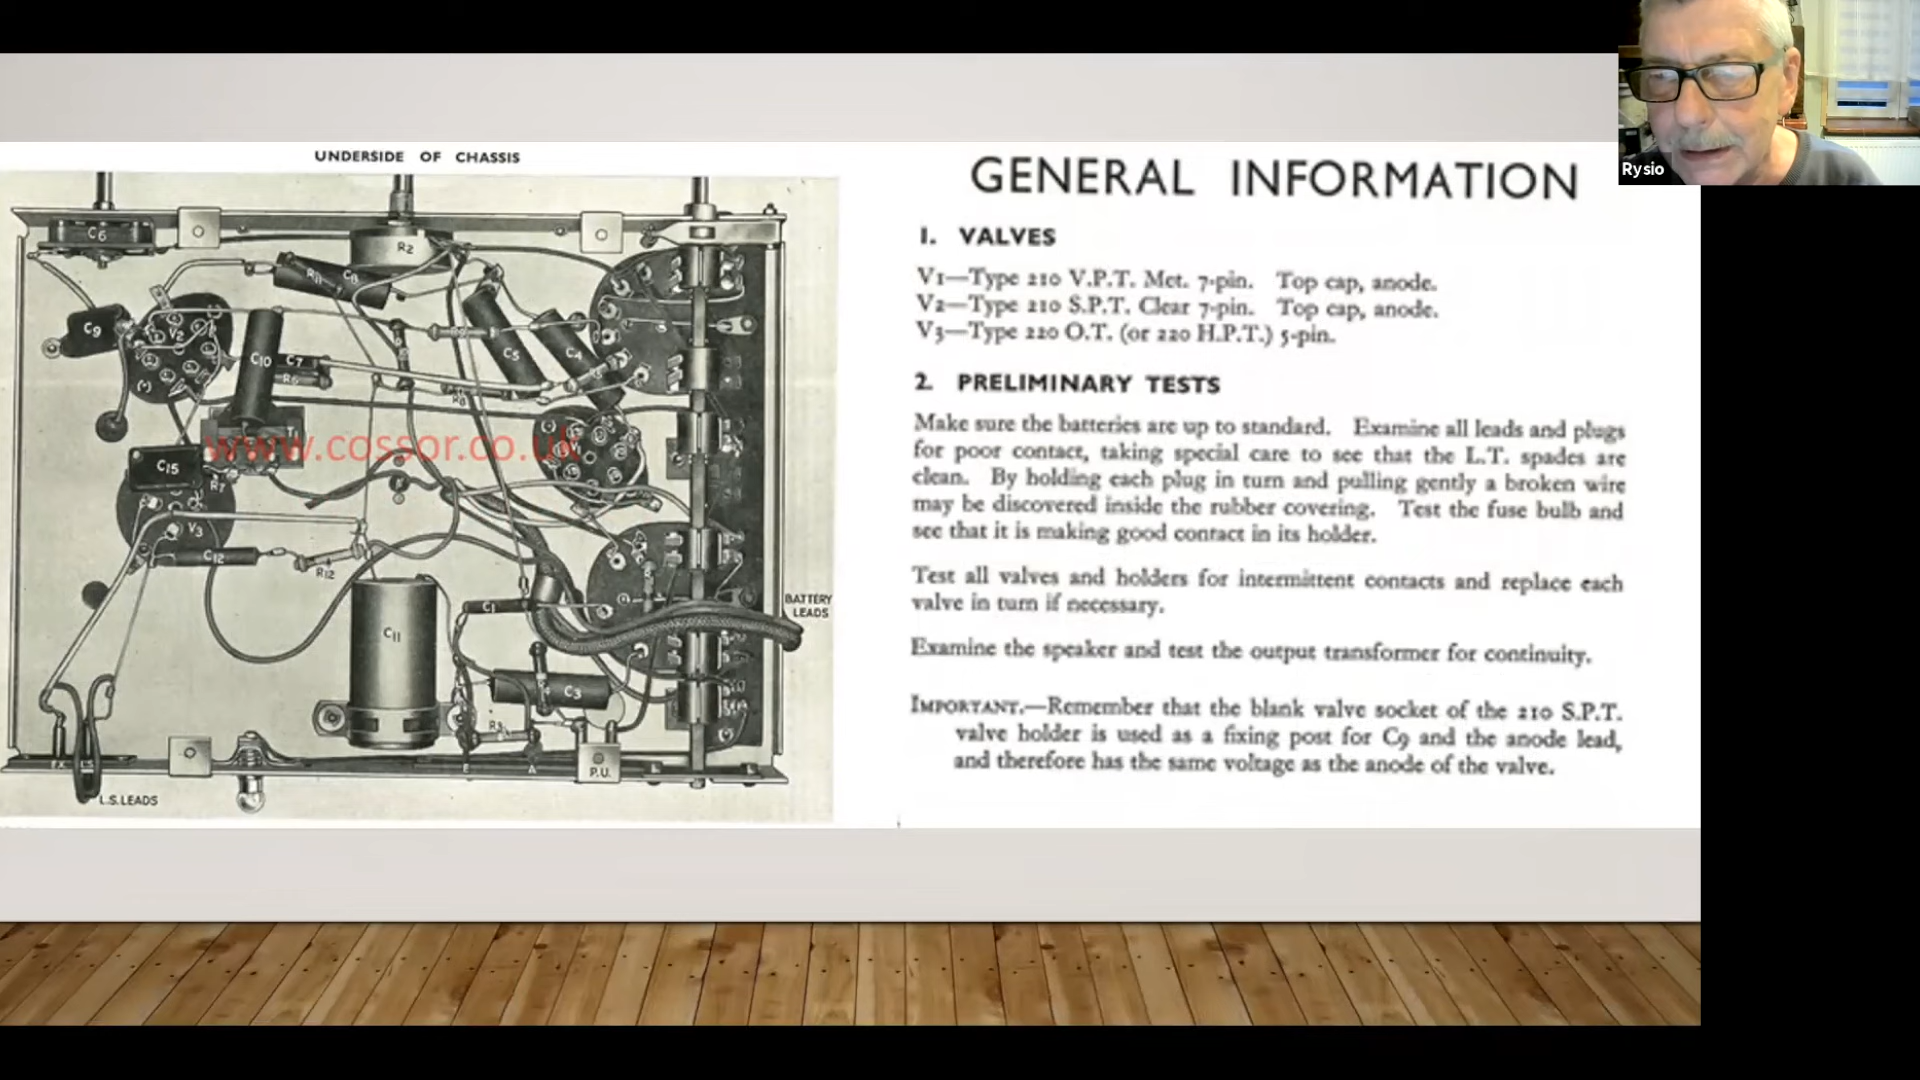 Rysio
UNDERSIDE OF CHASSIS
C6
R2
R11
C8
C9
V2
C10
C7
R6
R9
C5
C4
R8
T1
www.cossor.co.uk
C15
R7
V3
C12
R12
C11
C1
BATTERY
LEADS
C3
R3
E
A
P.U.
L.S.LEADS
GENERAL INFORMATION
1. VALVES
V1—Type 210 V.P.T. Met. 7-pin. Top cap, anode.
V2—Type 210 S.P.T. Clear 7-pin. Top cap, anode.
V3—Type 220 O.T. (or 220 H.P.T.) 5-pin.
2. PRELIMINARY TESTS
Make sure the batteries are up to standard. Examine all leads and plugs
for poor contact, taking special care to see that the L.T. spades are
clean. By holding each plug in turn and pulling gently a broken wire
may be discovered inside the rubber covering. Test the fuse bulb and
see that it is making good contact in its holder.
Test all valves and holders for intermittent contacts and replace each
valve in turn if necessary.
Examine the speaker and test the output transformer for continuity.
IMPORTANT.—Remember that the blank valve socket of the 210 S.P.T.
valve holder is used as a fixing post for C9 and the anode lead,
and therefore has the same voltage as the anode of the valve.